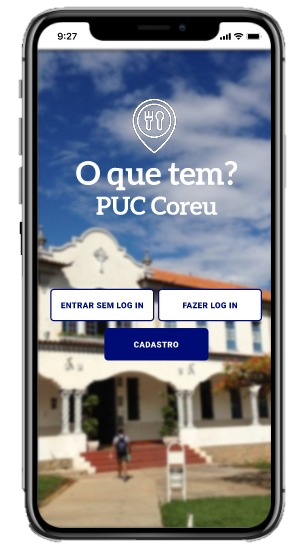 9:27
O que tem?
PUC Coreu
ENTRAR SEM LOG IN
FAZER LOG IN
CADASTRO